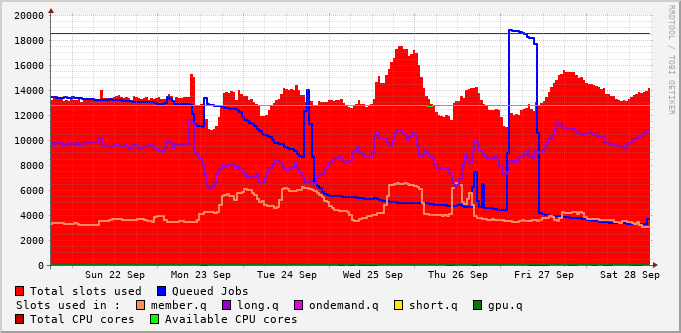 20000
18000
16000
14000
12000
10000
8000
6000
4000
2000
0
Sun 22 Sep Mon 23 Sep Tue 24 Sep Wed 25 Sep Thu 26 Sep Fri 27 Sep Sat 28 Sep
Total slots used Queued Jobs
Slots used in : member.q long.q ondemand.q short.q gpu.q
Total CPU cores Available CPU cores
RRDTOOL / TOBI OETIKER